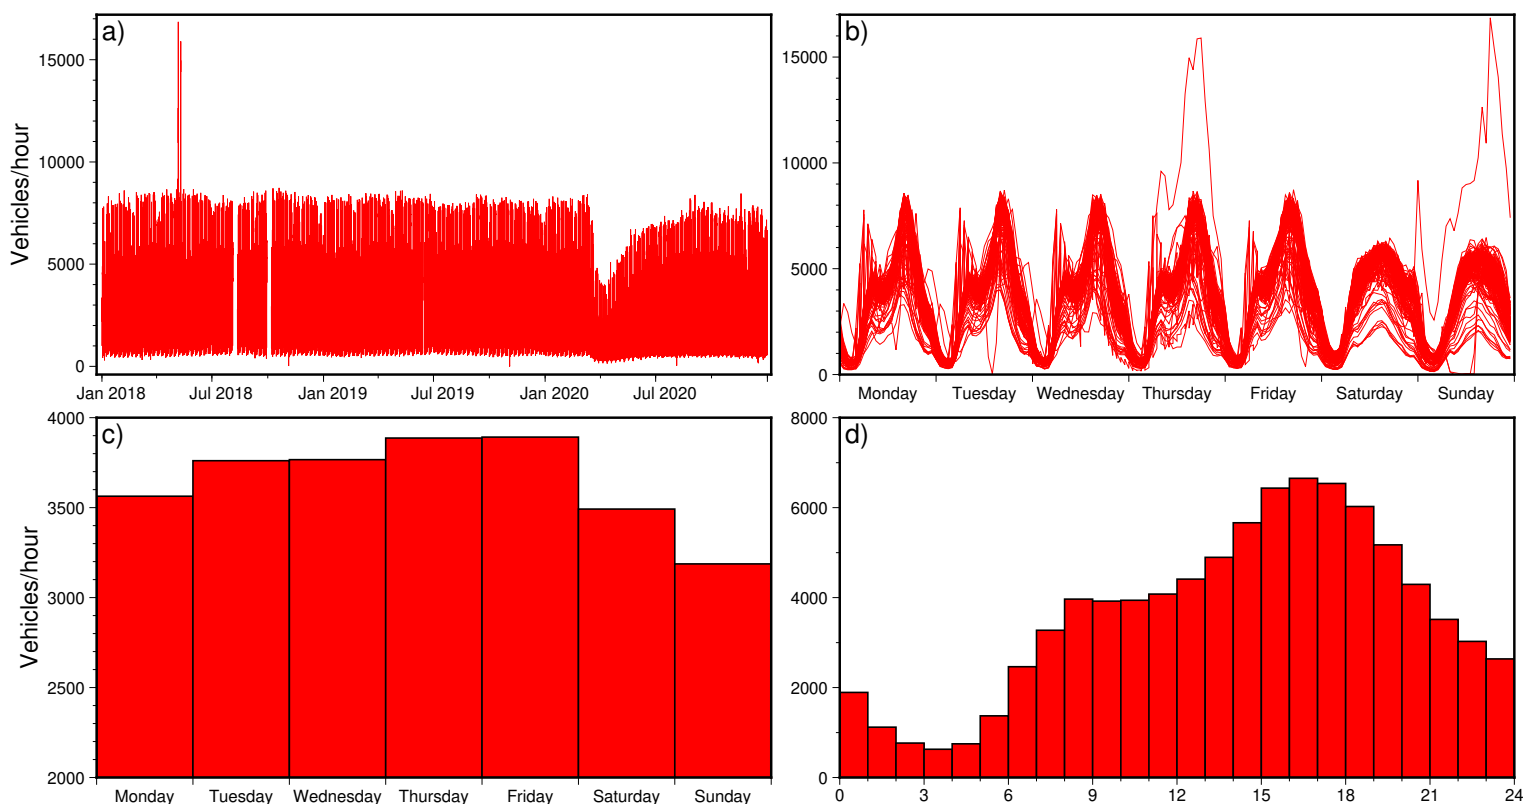 a)
Vehicles/hour
15000
10000
5000
0
Jan 2018 Jul 2018 Jan 2019 Jul 2019 Jan 2020 Jul 2020
b)
15000
10000
5000
0
Monday Tuesday Wednesday Thursday Friday Saturday Sunday
c)
Vehicles/hour
4000
3500
3000
2500
2000
Monday Tuesday Wednesday Thursday Friday Saturday Sunday
d)
8000
6000
4000
2000
0
0 3 6 9 12 15 18 21 24